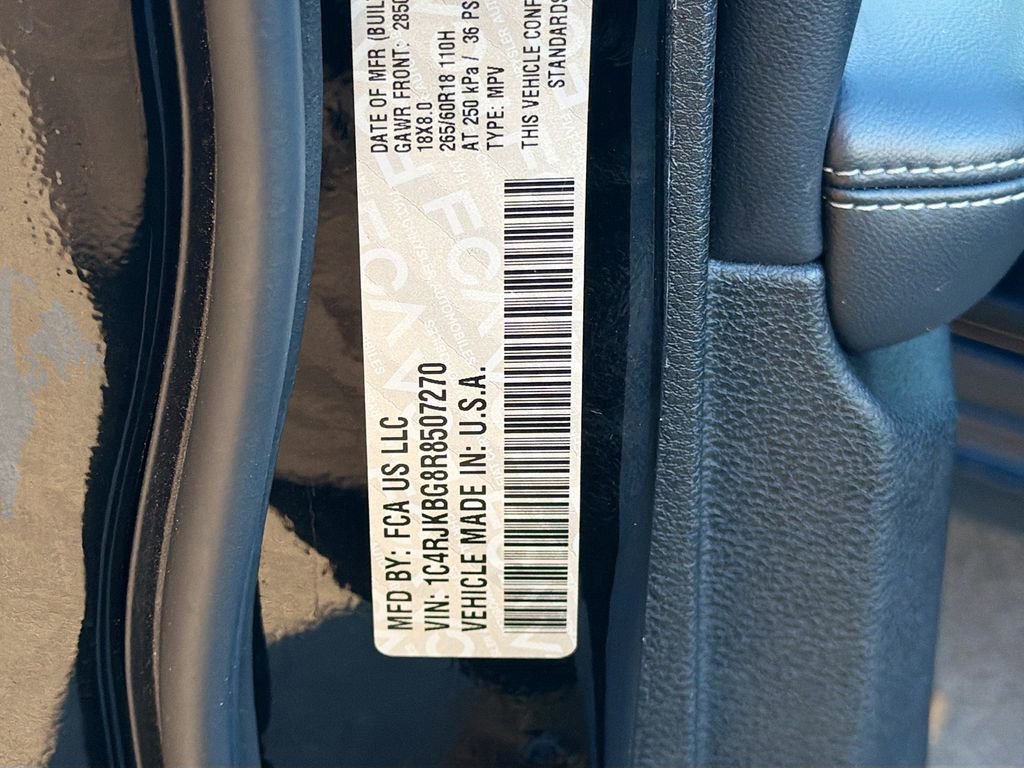 MFD BY: FCA US LLC
DATE OF MFR (BUIL
VIN: 1C4RJKBG8R8507270
GAWR FRONT: 285
VEHICLE MADE IN: U.S.A.
18X8.0
265/60R18 110H
AT 250 kPa / 36 PS
TYPE: MPV
THIS VEHICLE CONF
STANDARDS